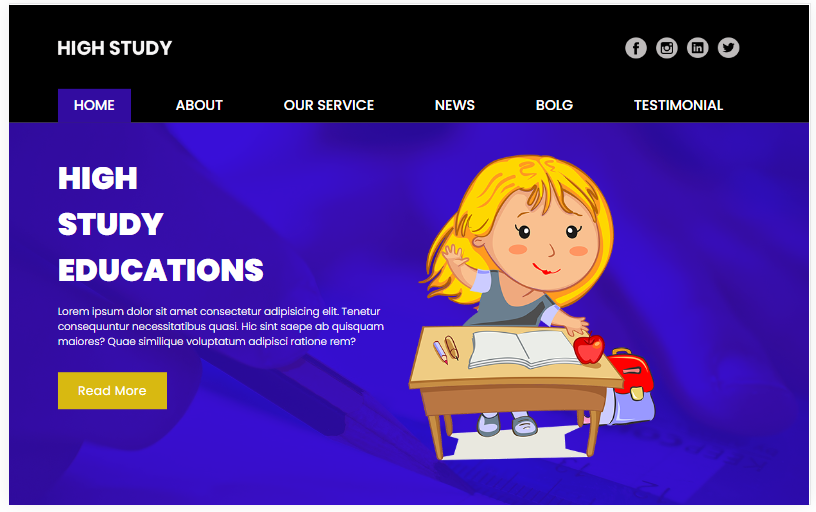 HIGH STUDY
HOME ABOUT OUR SERVICE NEWS BOLG TESTIMONIAL
HIGH
STUDY
EDUCATIONS
Lorem ipsum dolor sit amet consectetur adipisicing elit. Tenetur
consequuntur necessitatibus quasi. Hic sint saepe ab quisquam
maiores? Quae similique voluptatum adipisci ratione rem?
Read More